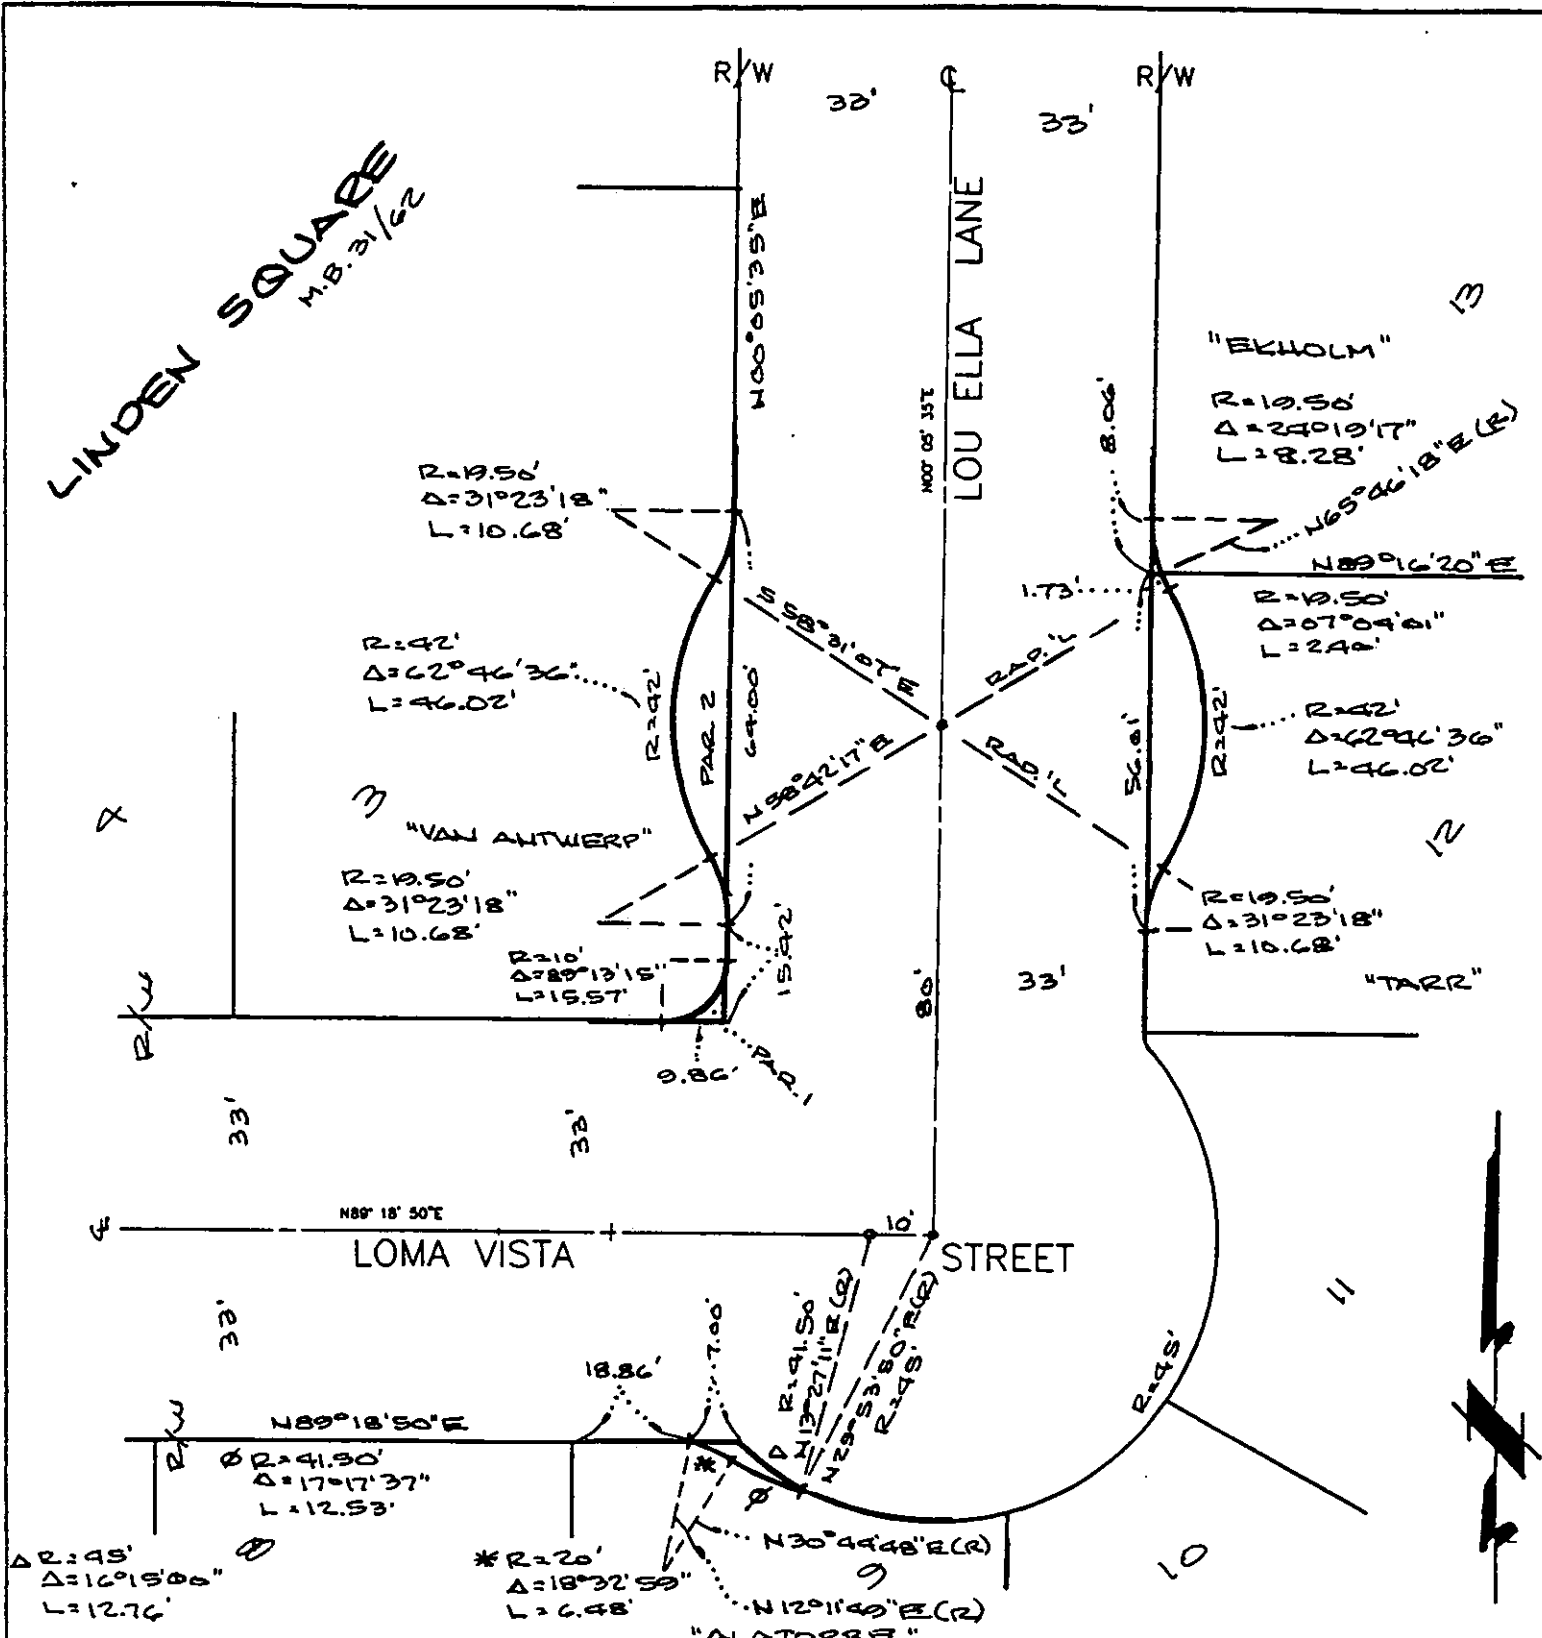 R/W
33'
℄
33'
R/W
LINDEN SQUARE
M.B. 31/62
N00°05'35"E
LOU ELLA LANE
N00° 05' 35"E
13
"EKHOLM"
R=19.50'
Δ=24°19'17"
L=8.28'
8.06'
N65°46'18"E (R)
N89°16'20"E
R=19.50'
Δ=31°23'18"
L=10.68'
1.73'
R=19.50'
Δ=07°04'01"
L=2.40'
S 58°31'07"E
RAD.'L
R=42'
Δ=62°46'36"
L=46.02'
R=42'
PAR 2
64.00'
N 58°42'17"E
RAD.'L
56.81'
R=42'
R=42'
Δ=62°46'36"
L=46.02'
4
3
"VAN ANTWERP"
12
R=19.50'
Δ=31°23'18"
L=10.68'
R=19.50'
Δ=31°23'18"
L=10.68'
R=10'
Δ=89°13'15"
L=15.57'
15.42'
80'
33'
"TARR"
R/W
9.86'
PAR. 1
33'
33'
℄
N89° 18' 50"E
10'
LOMA VISTA STREET
33'
11
18.86'
7.00'
R=41.50'
N13°27'11"E (R)
N29°53'50"E(R)
R=45'
R=45'
R/W
N89°18'50"E
Ø R=41.50'
Δ=17°17'37"
L=12.53'
*
Δ
Ø
N30°44'48"E(R)
8
9
10
Δ R=45'
Δ=16°15'00"
L=12.76'
* R=20'
Δ=18°32'59"
L=6.48'
N12°11'49"E(R)
"ALATORRE"